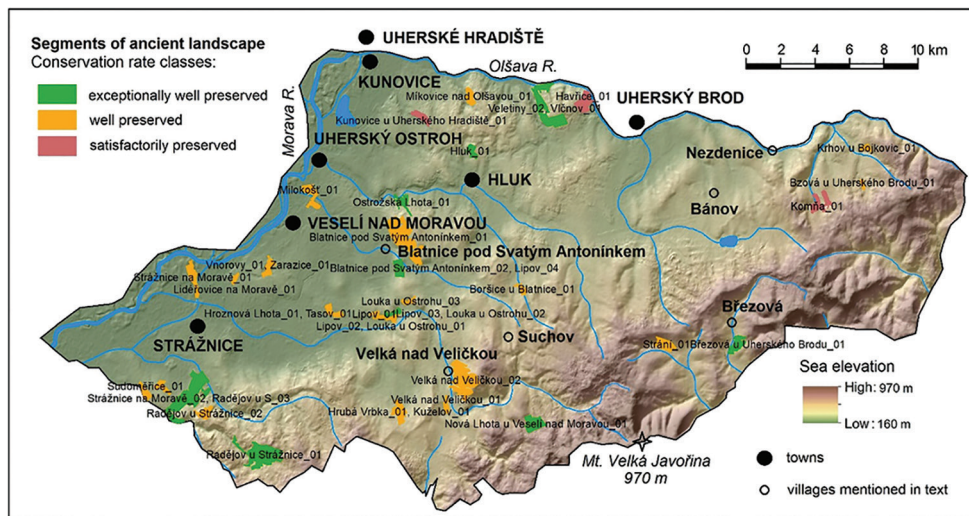 Segments of ancient landscape
Conservation rate classes:
exceptionally well preserved
well preserved
satisfactorily preserved
UHERSKÉ HRADIŠTĚ
KUNOVICE
Olšava R.
0 2 4 6 8 10 km
Morava R.
Míkovice nad Olšavou_01
Havřice_01
Veletiny_02, Vlčnov_01
UHERSKÝ BROD
Kunovice u Uherského Hradiště_01
UHERSKÝ OSTROH
Hluk_01
Nezdenice
Krhov u Bojkovic_01
HLUK
Bzová u Uherského Brodu_01
Milokošť_01
Ostrožská Lhota_01
Bánov
Komňa_01
VESELÍ NAD MORAVOU
Blatnice pod Svatým Antonínkem_01
Blatnice pod Svatým Antonínkem
Vnorovy_01, Zarazice_01
Blatnice pod Svatým Antonínkem_02, Lipov_04
Strážnice na Moravě_01
Lidéřovice na Moravě_01
Boršice u Blatnice_01
Louka u Ostrohu_03
Březová
Hroznová Lhota_01, Tasov_01
Lipov_01
Lipov_03, Louka u Ostrohu_02
Lipov_02, Louka u Ostrohu_01
STRÁŽNICE
Suchov
Strání_01
Březová u Uherského Brodu_01
Velká nad Veličkou
Sea elevation
High: 970 m
Low: 160 m
Velká nad Veličkou_02
Sudoměřice_01
Strážnice na Moravě_02, Radějov u S_03
Velká nad Veličkou_01
Radějov u Strážnice_02
Hrubá Vrbka_01, Kuželov_01
Nová Lhota u Veselí nad Moravou_01
Radějov u Strážnice_01
Mt. Velká Javořina
970 m
towns
villages mentioned in text